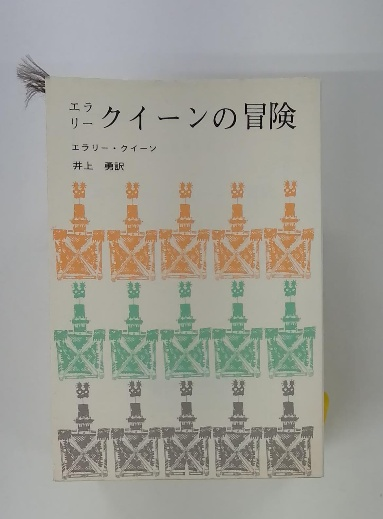 エラリー クイーンの冒険
エラリー・クイーン
井上 勇訳